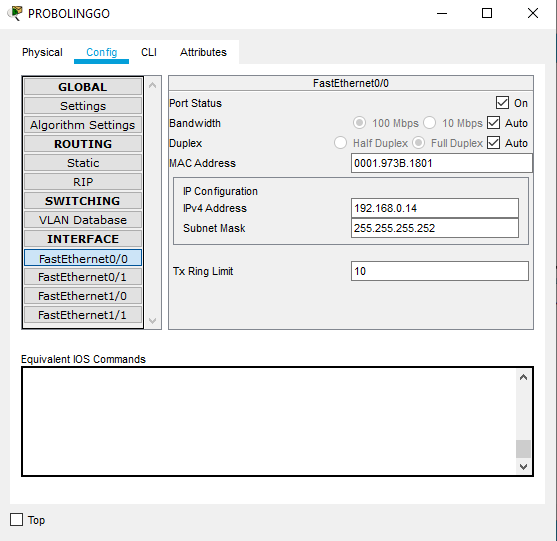 PROBOLINGGO
Physical Config CLI Attributes
GLOBAL
Settings
Algorithm Settings
ROUTING
Static
RIP
SWITCHING
VLAN Database
INTERFACE
FastEthernet0/0
FastEthernet0/1
FastEthernet1/0
FastEthernet1/1
FastEthernet0/0
Port Status On
Bandwidth 100 Mbps 10 Mbps Auto
Duplex Half Duplex Full Duplex Auto
MAC Address 0001.973B.1801
IP Configuration
IPv4 Address 192.168.0.14
Subnet Mask 255.255.255.252
Tx Ring Limit 10
Equivalent IOS Commands
Top